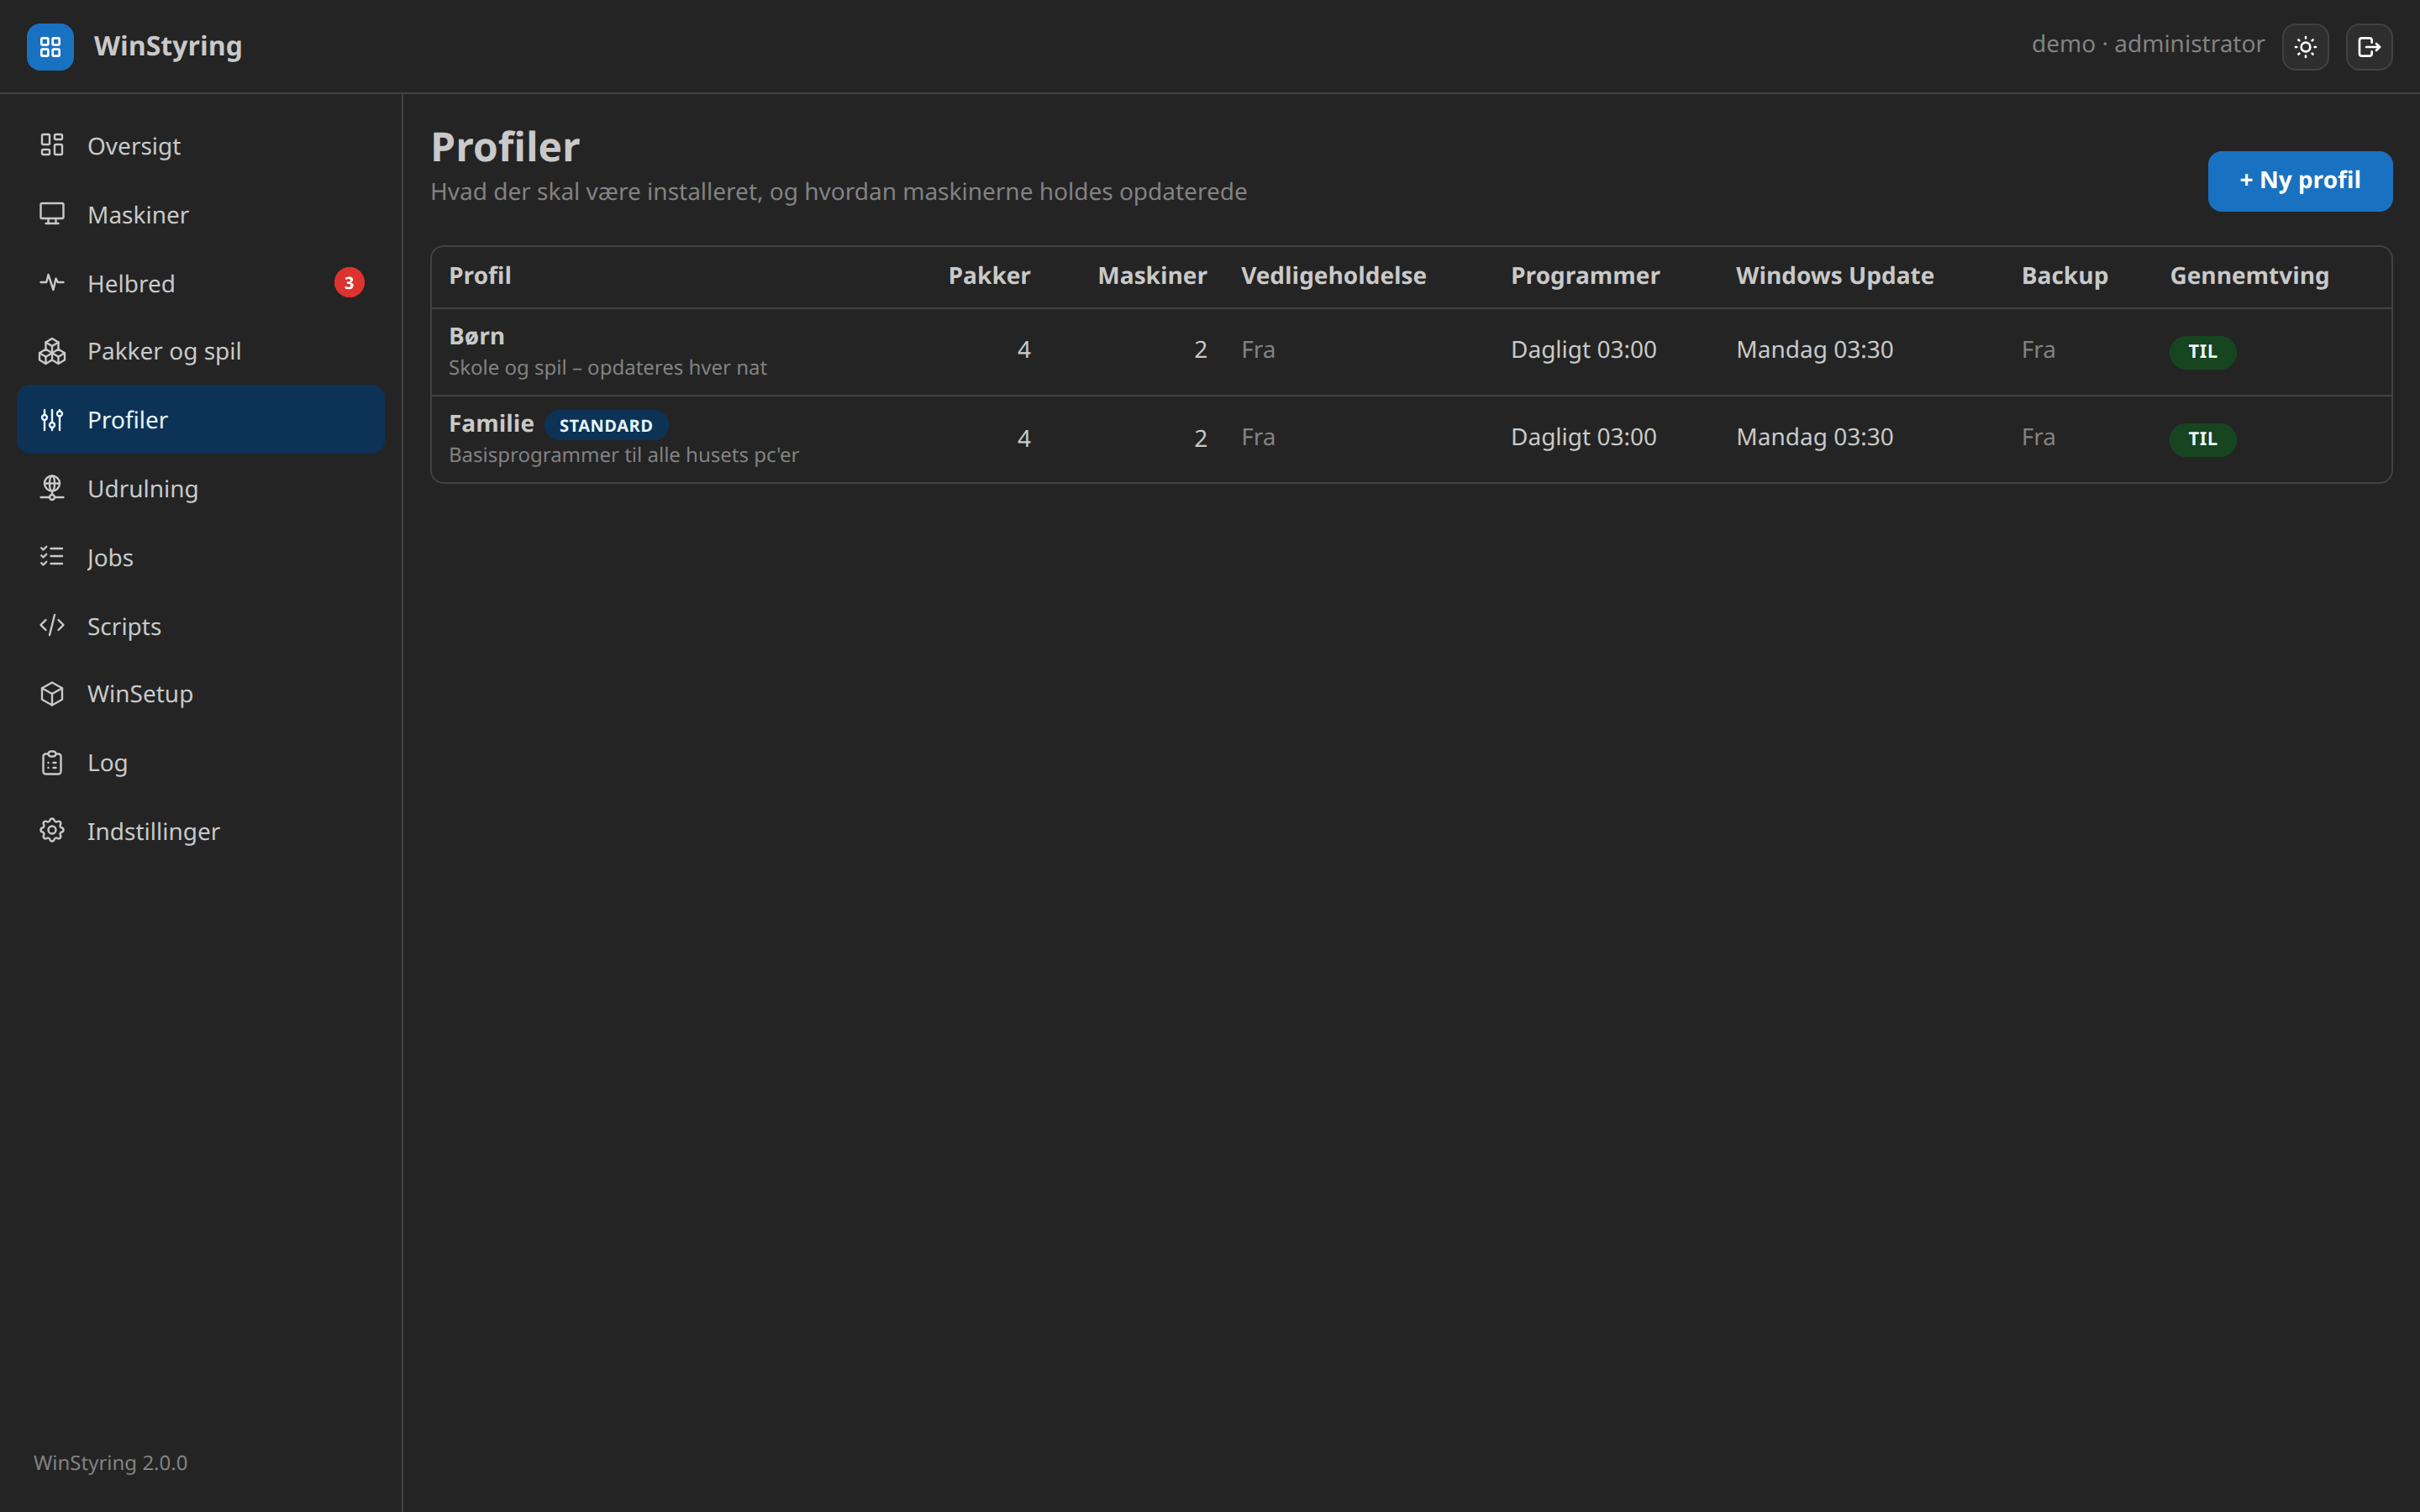 WinStyring
demo · administrator
Oversigt
Maskiner
Helbred 3
Pakker og spil
Profiler
Udrulning
Jobs
Scripts
WinSetup
Log
Indstillinger
WinStyring 2.0.0
Profiler
Hvad der skal være installeret, og hvordan maskinerne holdes opdaterede
+ Ny profil
Profil Pakker Maskiner Vedligeholdelse Programmer Windows Update Backup Gennemtving
Børn 4 2 Fra Dagligt 03:00 Mandag 03:30 Fra TIL
Skole og spil – opdateres hver nat
Familie STANDARD 4 2 Fra Dagligt 03:00 Mandag 03:30 Fra TIL
Basisprogrammer til alle husets pc'er